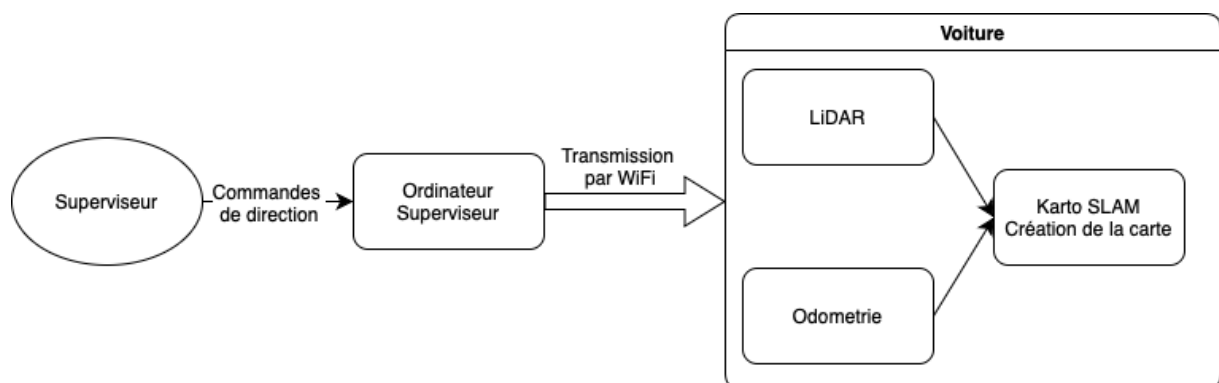 Superviseur
Commandes
de direction
Ordinateur
Superviseur
Transmission
par WiFi
Voiture
LiDAR
Odometrie
Karto SLAM
Création de la carte